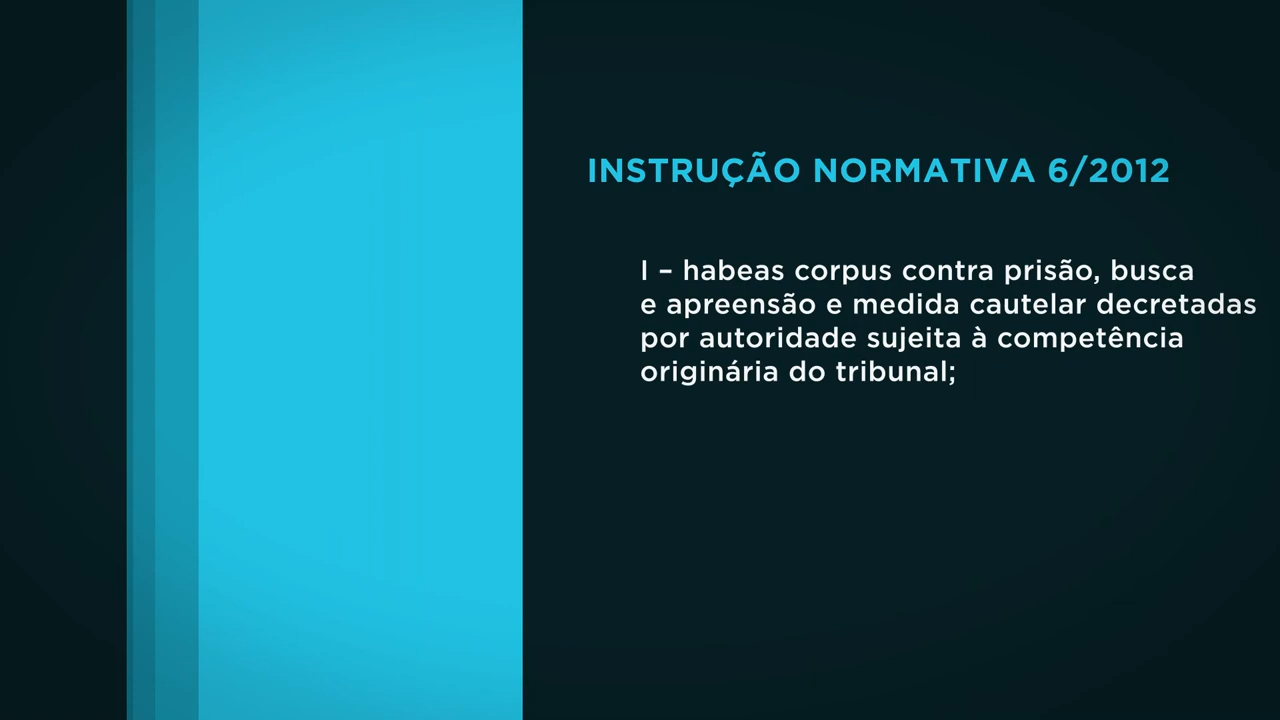 INSTRUÇÃO NORMATIVA 6/2012
I – habeas corpus contra prisão, busca
e apreensão e medida cautelar decretadas
por autoridade sujeita à competência
originária do tribunal;